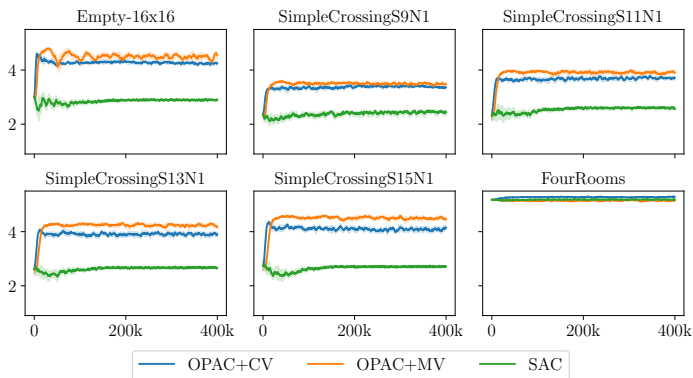 Empty-16x16 SimpleCrossingS9N1 SimpleCrossingS11N1
4
2
SimpleCrossingS13N1 SimpleCrossingS15N1 FourRooms
4
2
0 200k 400k 0 200k 400k 0 200k 400k
OPAC+CV OPAC+MV SAC